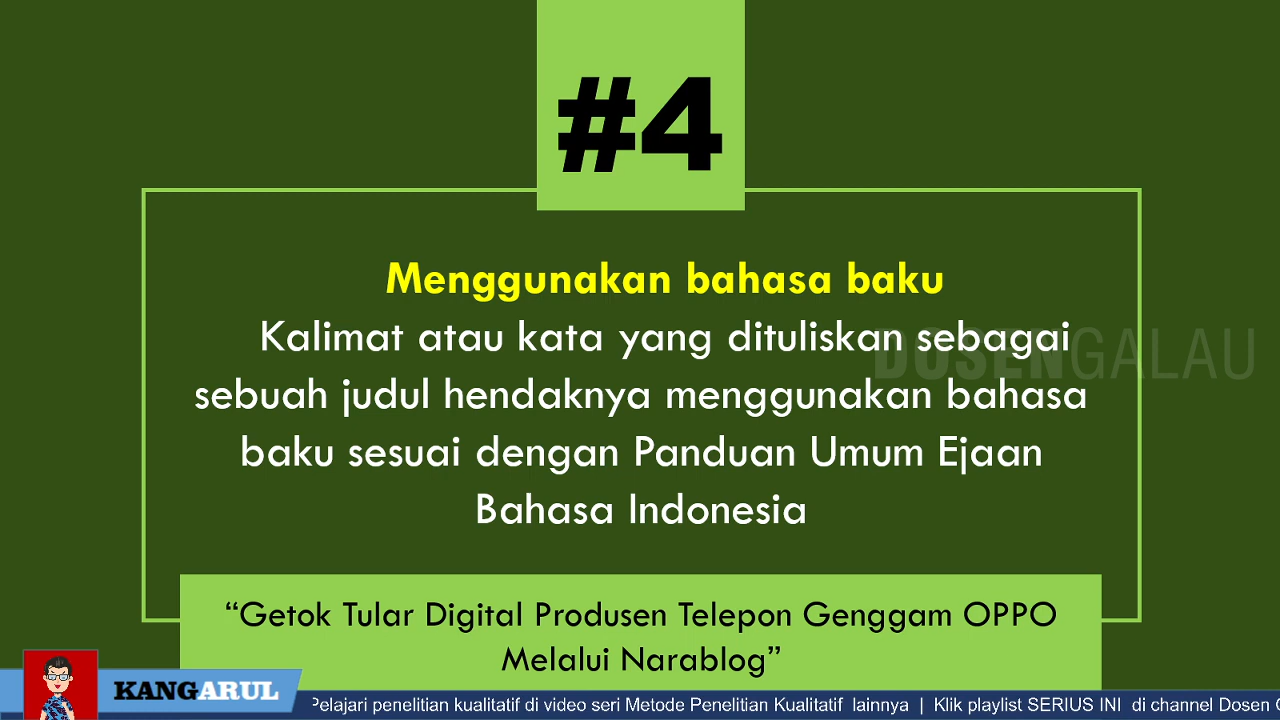 #4
Menggunakan bahasa baku
Kalimat atau kata yang dituliskan sebagai
sebuah judul hendaknya menggunakan bahasa
baku sesuai dengan Panduan Umum Ejaan
Bahasa Indonesia
DOSENGALAU
“Getok Tular Digital Produsen Telepon Genggam OPPO
Melalui Narablog”
KANGARUL
Pelajari penelitian kualitatif di video seri Metode Penelitian Kualitatif lainnya | Klik playlist SERIUS INI di channel Dosen